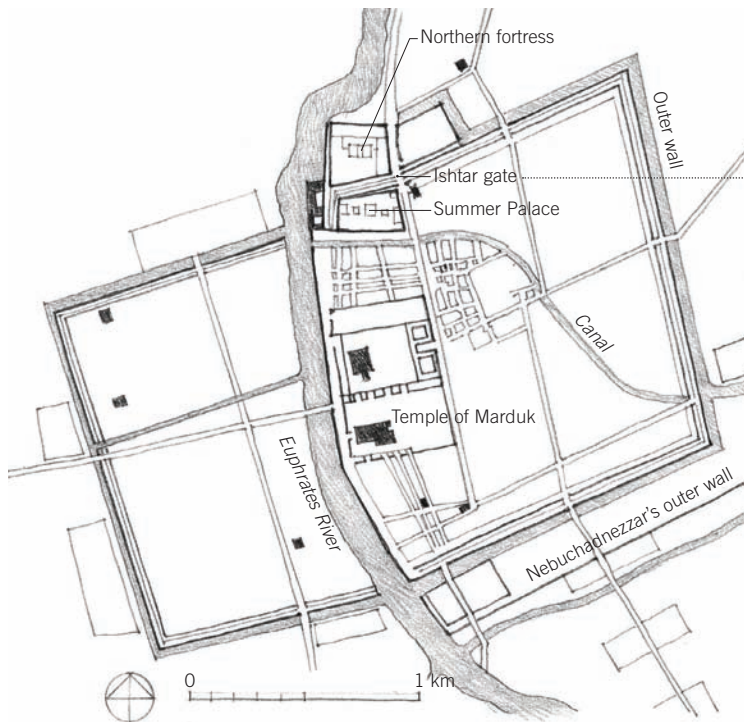 Northern fortress
Outer wall
Ishtar gate
Summer Palace
Canal
Temple of Marduk
Euphrates River
Nebuchadnezzar's outer wall
0
1 km